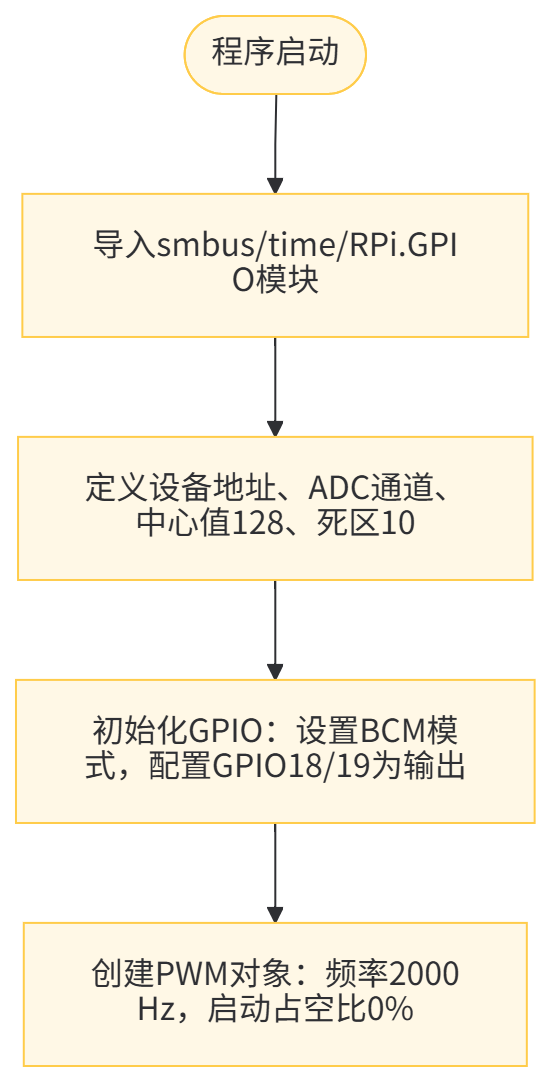 程序启动
导入smbus/time/RPi.GPI
O模块
定义设备地址、ADC通道、
中心值128、死区10
初始化GPIO：设置BCM模
式，配置GPIO18/19为输出
创建PWM对象：频率2000
Hz，启动占空比0%